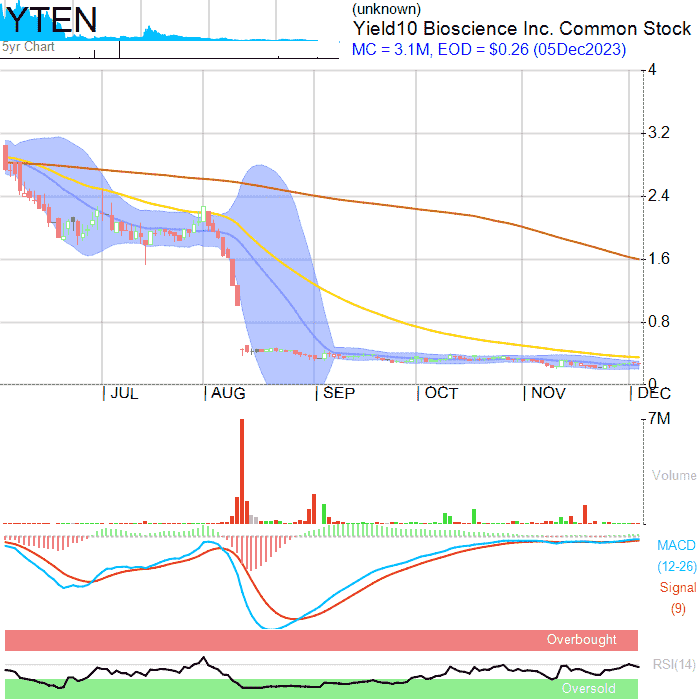 YTEN
5yr Chart
(unknown)
Yield10 Bioscience Inc. Common Stock
MC = 3.1M, EOD = $0.26 (05Dec2023)
4
3.2
2.4
1.6
0.8
0
JUL AUG SEP OCT NOV DEC
7M
Volume
MACD
(12-26)
Signal
(9)
Overbought
RSI(14)
Oversold